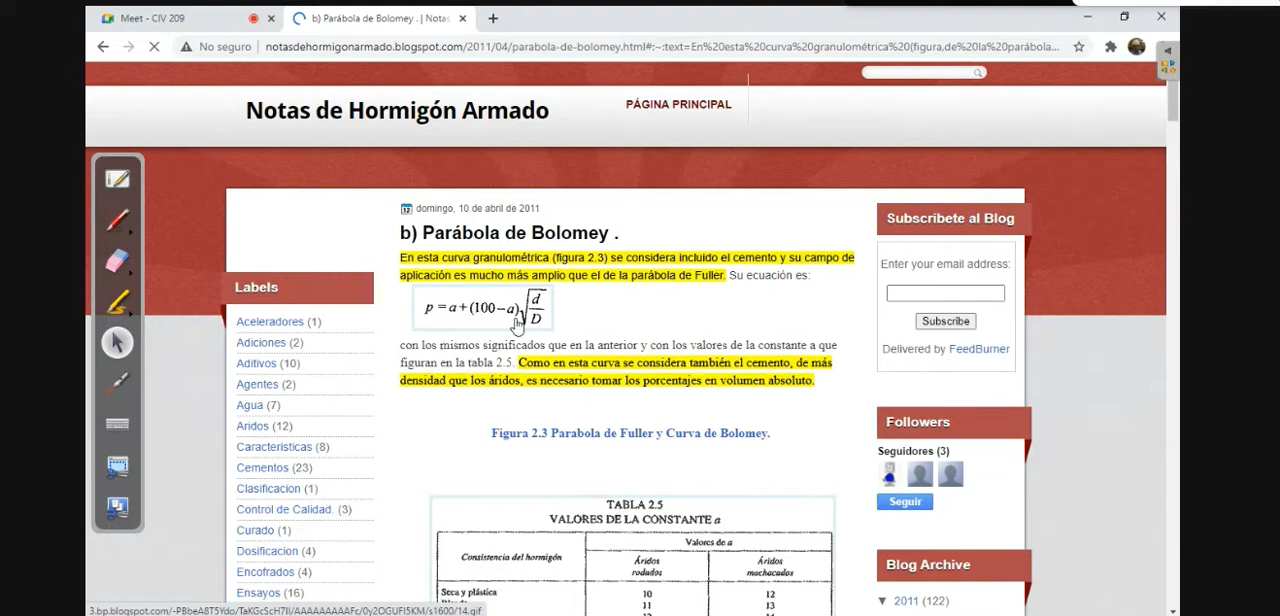 Meet - CIV 209
b) Parábola de Bolomey . | Notas
No seguro
notasdehormigonarmado.blogspot.com/2011/04/parabola-de-bolomey.html#:~:text=En%20esta%20curva%20granulométrica%20(figura,de%20la%20parábola...
Notas de Hormigón Armado
PÁGINA PRINCIPAL
domingo, 10 de abril de 2011
b) Parábola de Bolomey .
En esta curva granulométrica (figura 2.3) se considera incluido el cemento y su campo de
aplicación es mucho más amplio que el de la parábola de Fuller. Su ecuación es:
p = a + (100 - a) √(d/D)
con los mismos significados que en la anterior y con los valores de la constante a que
figuran en la tabla 2.5. Como en esta curva se considera también el cemento, de más
densidad que los áridos, es necesario tomar los porcentajes en volumen absoluto.
Figura 2.3 Parabola de Fuller y Curva de Bolomey.
TABLA 2.5
VALORES DE LA CONSTANTE a
Consistencia del hormigón
Valores de a
Áridos rodados
Áridos machacados
Seca y plástica 10 12
11 13
Labels
Aceleradores (1)
Adiciones (2)
Aditivos (10)
Agentes (2)
Agua (7)
Aridos (12)
Caracteristicas (8)
Cementos (23)
Clasificacion (1)
Control de Calidad. (3)
Curado (1)
Dosificacion (4)
Encofrados (4)
Ensayos (16)
Subscribete al Blog
Enter your email address:
Subscribe
Delivered by FeedBurner
Followers
Seguidores (3)
Seguir
Blog Archive
▼ 2011 (122)
3.bp.blogspot.com/-PBbeA8T5Ydo/TaKGcScH7II/AAAAAAAAAFc/0y2OGUFI5KM/s1600/14.gif